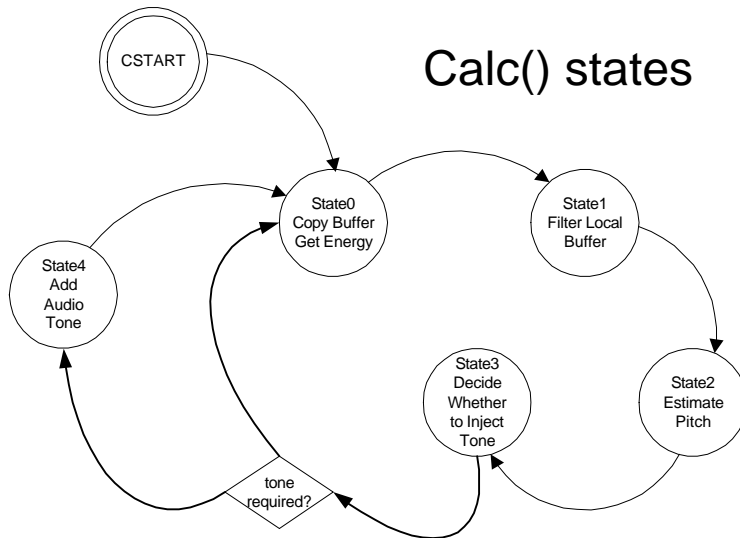 CSTART
Calc() states
State0
Copy Buffer
Get Energy
State1
Filter Local
Buffer
State4
Add
Audio
Tone
State3
Decide
Whether
to Inject
Tone
State2
Estimate
Pitch
tone
required?